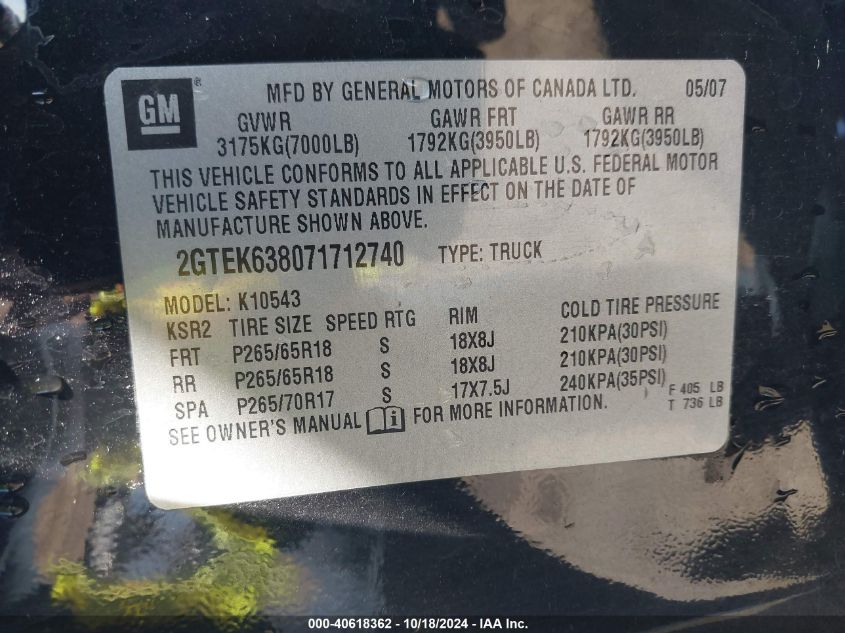 GM ®
MFD BY GENERAL MOTORS OF CANADA LTD. 05/07
GVWR GAWR FRT GAWR RR
3175KG(7000LB) 1792KG(3950LB) 1792KG(3950LB)
THIS VEHICLE CONFORMS TO ALL APPLICABLE U.S. FEDERAL MOTOR
VEHICLE SAFETY STANDARDS IN EFFECT ON THE DATE OF
MANUFACTURE SHOWN ABOVE.
2GTEK638071712740 TYPE: TRUCK
MODEL: K10543
KSR2 TIRE SIZE SPEED RTG RIM COLD TIRE PRESSURE
FRT P265/65R18 S 18X8J 210KPA(30PSI)
RR P265/65R18 S 18X8J 210KPA(30PSI)
SPA P265/70R17 S 17X7.5J 240KPA(35PSI) F 405 LB
T 736 LB
SEE OWNER'S MANUAL i FOR MORE INFORMATION.
000-40618362 - 10/18/2024 - IAA Inc.